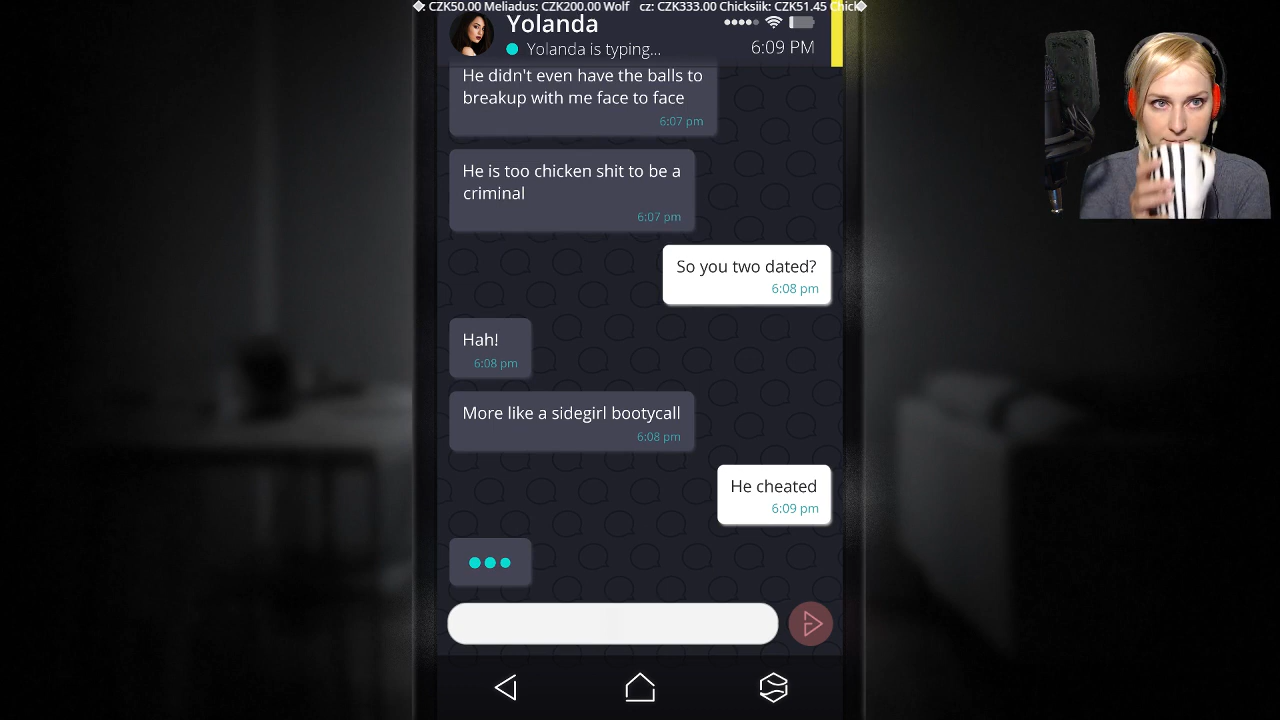 : CZK50.00 Meliadus: CZK200.00 Wolf cz: CZK333.00 Chicksiik: CZK51.45 Chick
Yolanda
Yolanda is typing...
6:09 PM
He didn't even have the balls to
breakup with me face to face
6:07 pm
He is too chicken shit to be a
criminal
6:07 pm
So you two dated?
6:08 pm
Hah!
6:08 pm
More like a sidegirl bootycall
6:08 pm
He cheated
6:09 pm